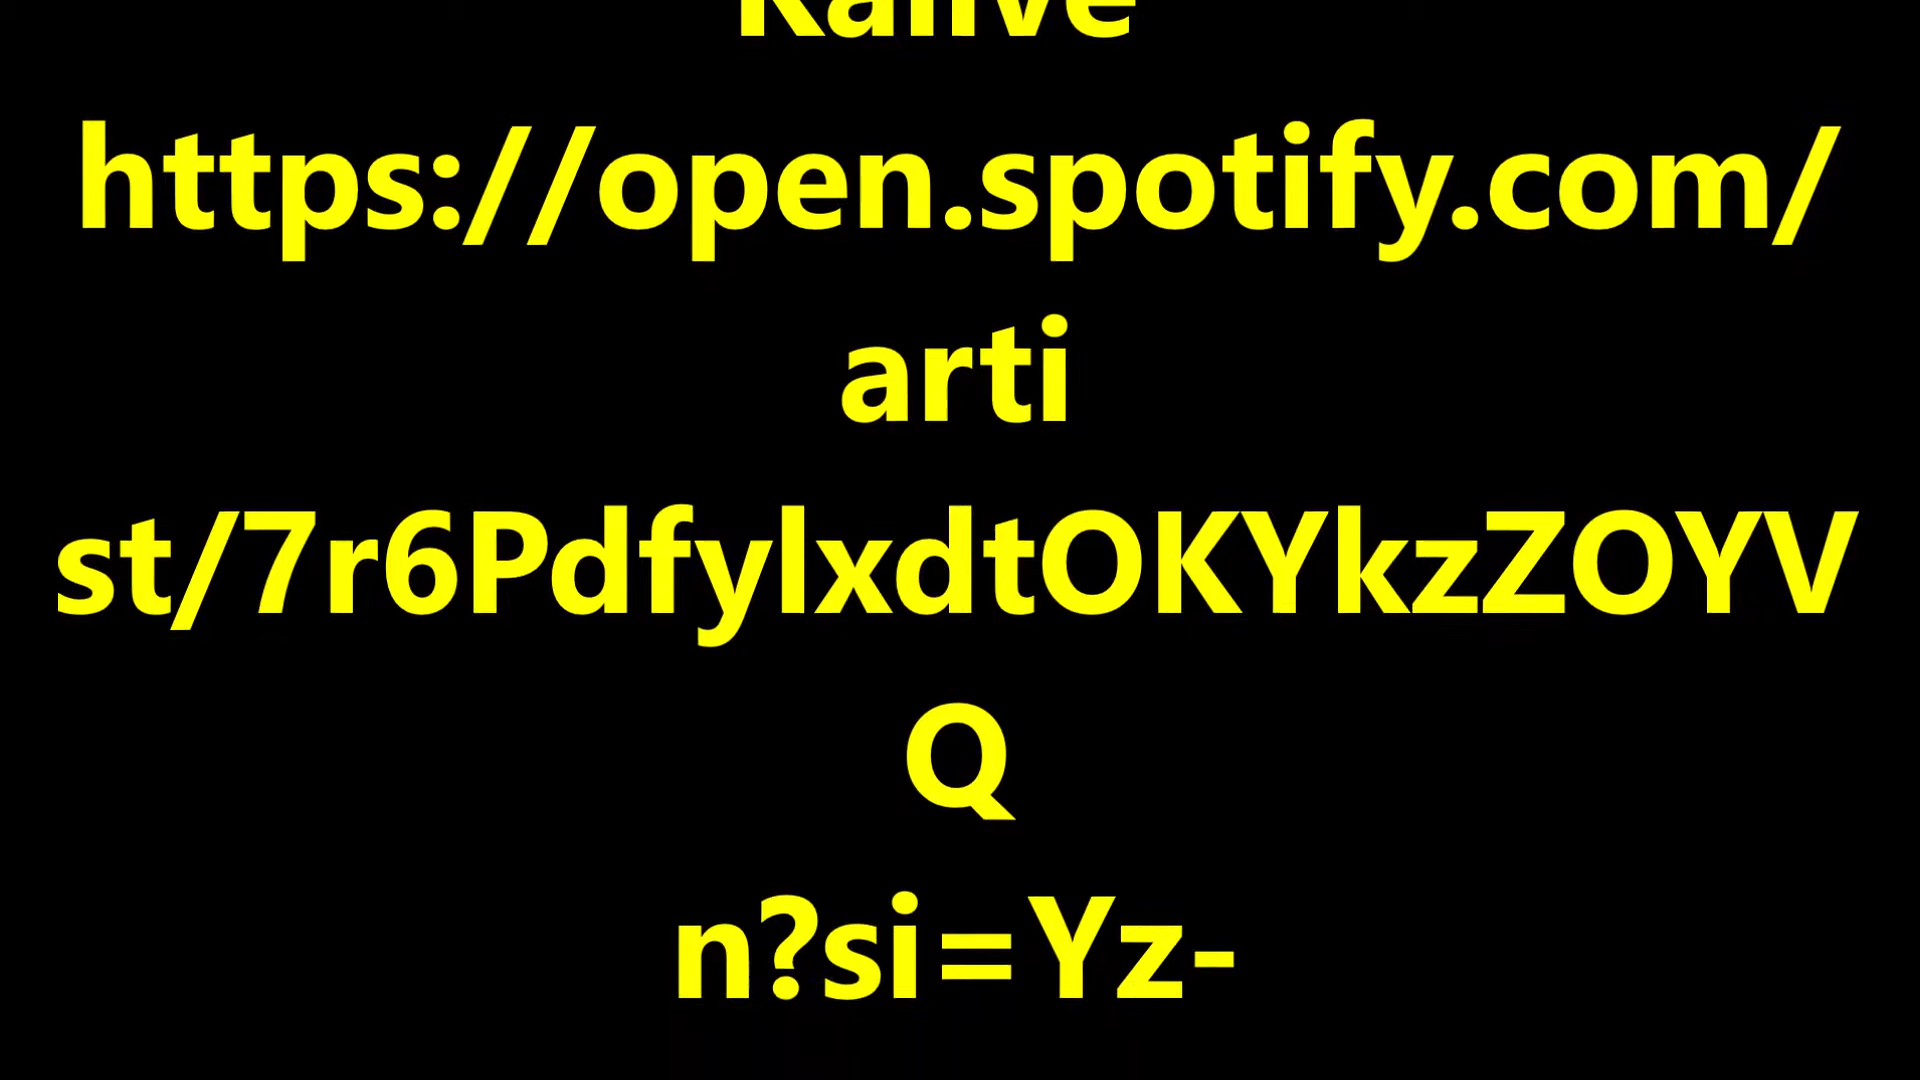 https://open.spotify.com/
arti
st/7r6PdfylxdtOKYkzZOYV
Q
n?si=Yz-